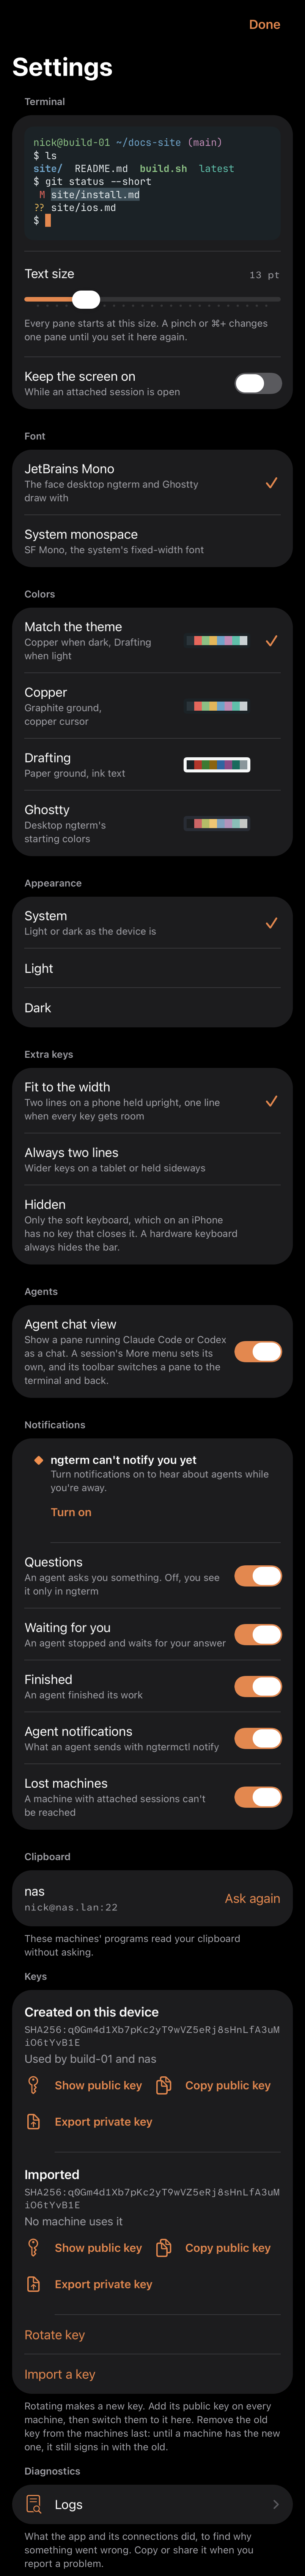 Done
Settings
Terminal
nick@build-01 ~/docs-site (main)
$ ls
site/ README.md build.sh latest
$ git status --short
M site/install.md
?? site/ios.md
$
Text size 13 pt
Every pane starts at this size. A pinch or ⌘+ changes
one pane until you set it here again.
Keep the screen on
While an attached session is open
Font
JetBrains Mono
The face desktop ngterm and Ghostty
draw with
System monospace
SF Mono, the system's fixed-width font
Colors
Match the theme
Copper when dark, Drafting
when light
Copper
Graphite ground,
copper cursor
Drafting
Paper ground, ink text
Ghostty
Desktop ngterm's
starting colors
Appearance
System
Light or dark as the device is
Light
Dark
Extra keys
Fit to the width
Two lines on a phone held upright, one line
when every key gets room
Always two lines
Wider keys on a tablet or held sideways
Hidden
Only the soft keyboard, which on an iPhone
has no key that closes it. A hardware keyboard
always hides the bar.
Agents
Agent chat view
Show a pane running Claude Code or Codex
as a chat. A session's More menu sets its
own, and its toolbar switches a pane to the
terminal and back.
Notifications
ngterm can't notify you yet
Turn notifications on to hear about agents while
you're away.
Turn on
Questions
An agent asks you something. Off, you see
it only in ngterm
Waiting for you
An agent stopped and waits for your answer
Finished
An agent finished its work
Agent notifications
What an agent sends with ngtermctl notify
Lost machines
A machine with attached sessions can't
be reached
Clipboard
nas
nick@nas.lan:22
Ask again
These machines' programs read your clipboard
without asking.
Keys
Created on this device
SHA256:q0Gm4d1Xb7pKc2yT9wVZ5eRj8sHnLfA3uM
iO6tYvB1E
Used by build-01 and nas
Show public key Copy public key
Export private key
Imported
SHA256:q0Gm4d1Xb7pKc2yT9wVZ5eRj8sHnLfA3uM
iO6tYvB1E
No machine uses it
Show public key Copy public key
Export private key
Rotate key
Import a key
Rotating makes a new key. Add its public key on every
machine, then switch them to it here. Remove the old
key from the machines last: until a machine has the new
one, it still signs in with the old.
Diagnostics
Logs
What the app and its connections did, to find why
something went wrong. Copy or share it when you
report a problem.